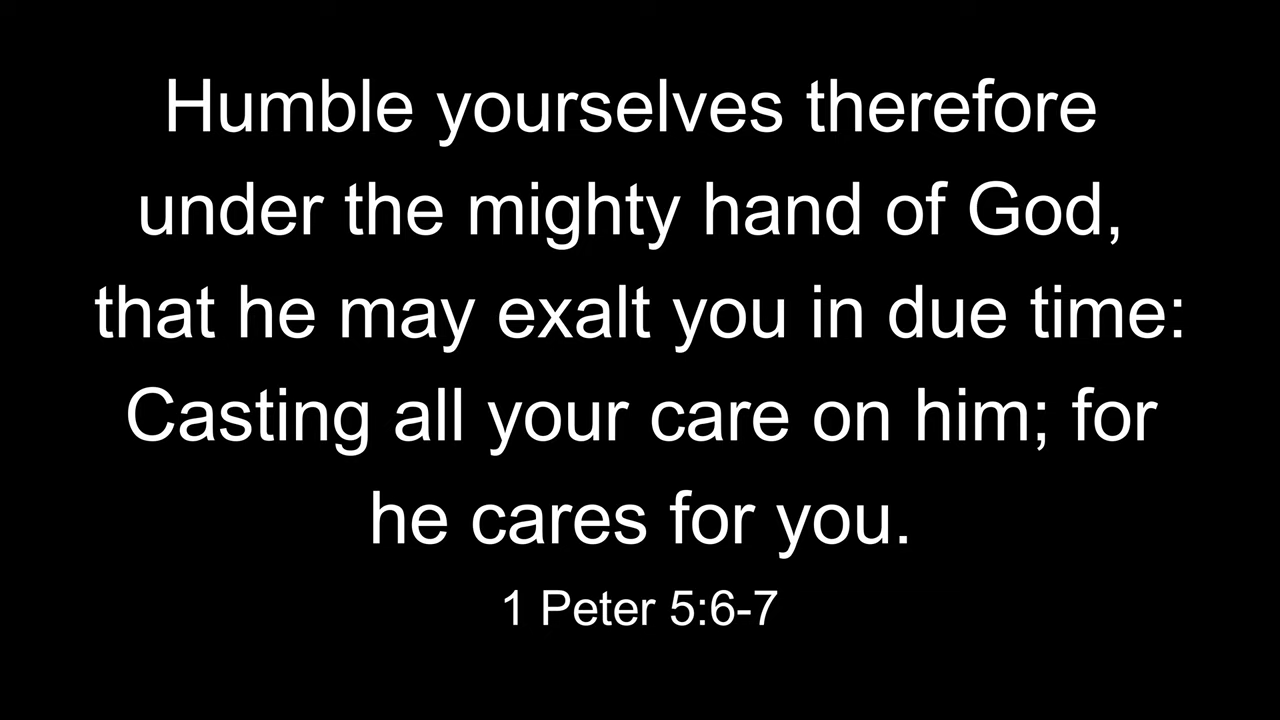 Humble yourselves therefore
under the mighty hand of God,
that he may exalt you in due time:
Casting all your care on him; for
he cares for you.
1 Peter 5:6-7